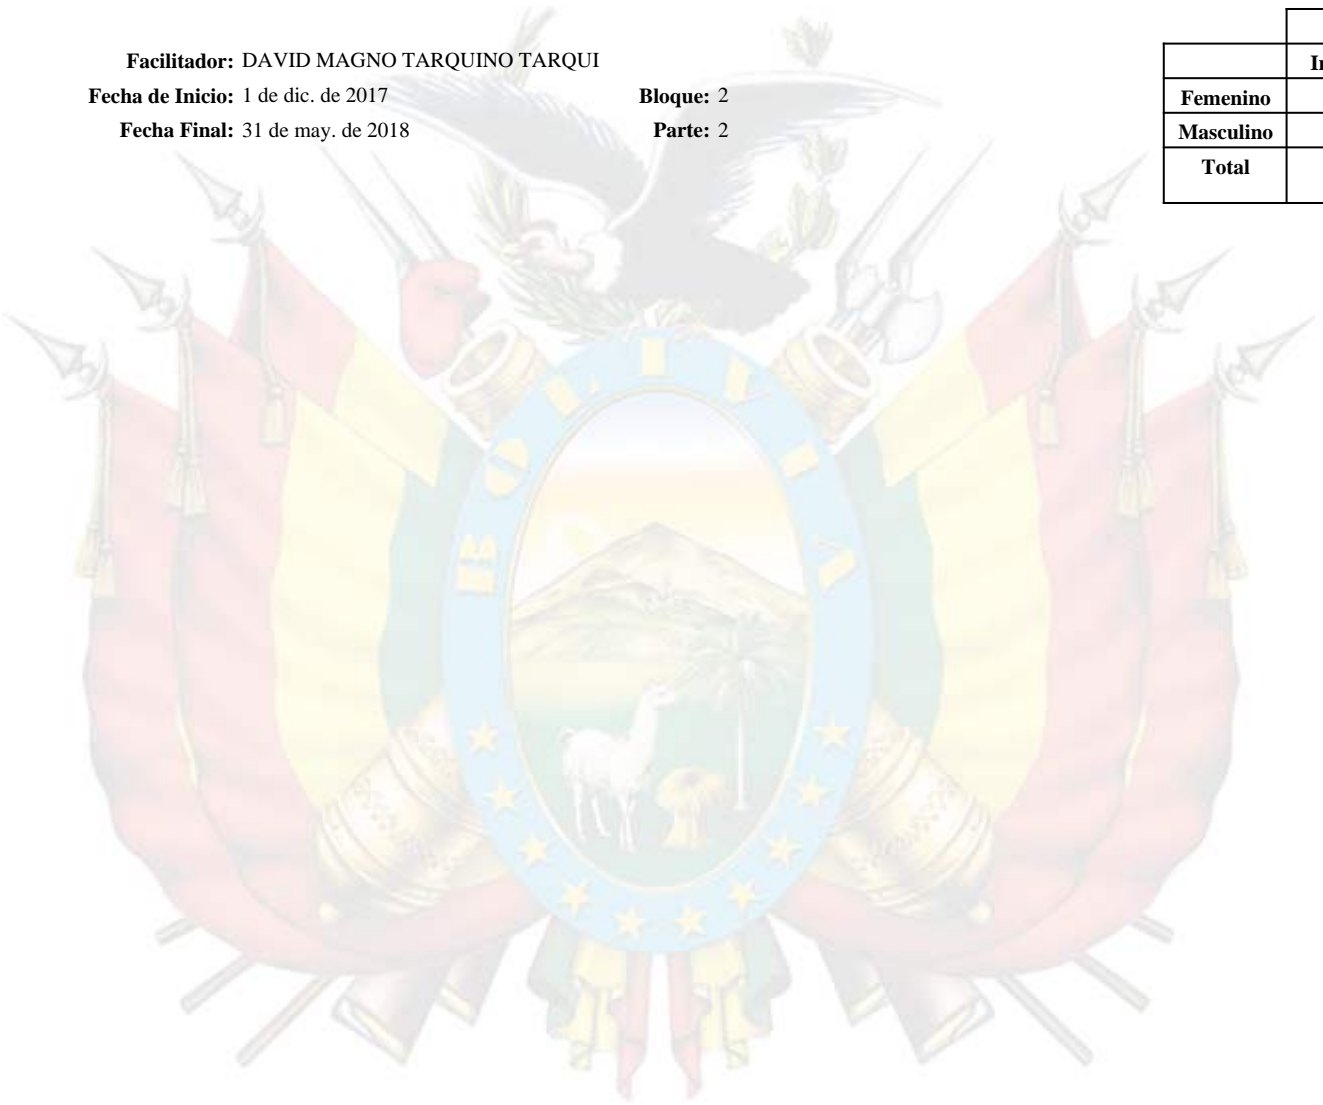 Facilitador: DAVID MAGNO TARQUINO TARQUI
Fecha de Inicio: 1 de dic. de 2017 Bloque: 2
Fecha Final: 31 de may. de 2018 Parte: 2
Femenino
Masculino
Total
BOLIVIA